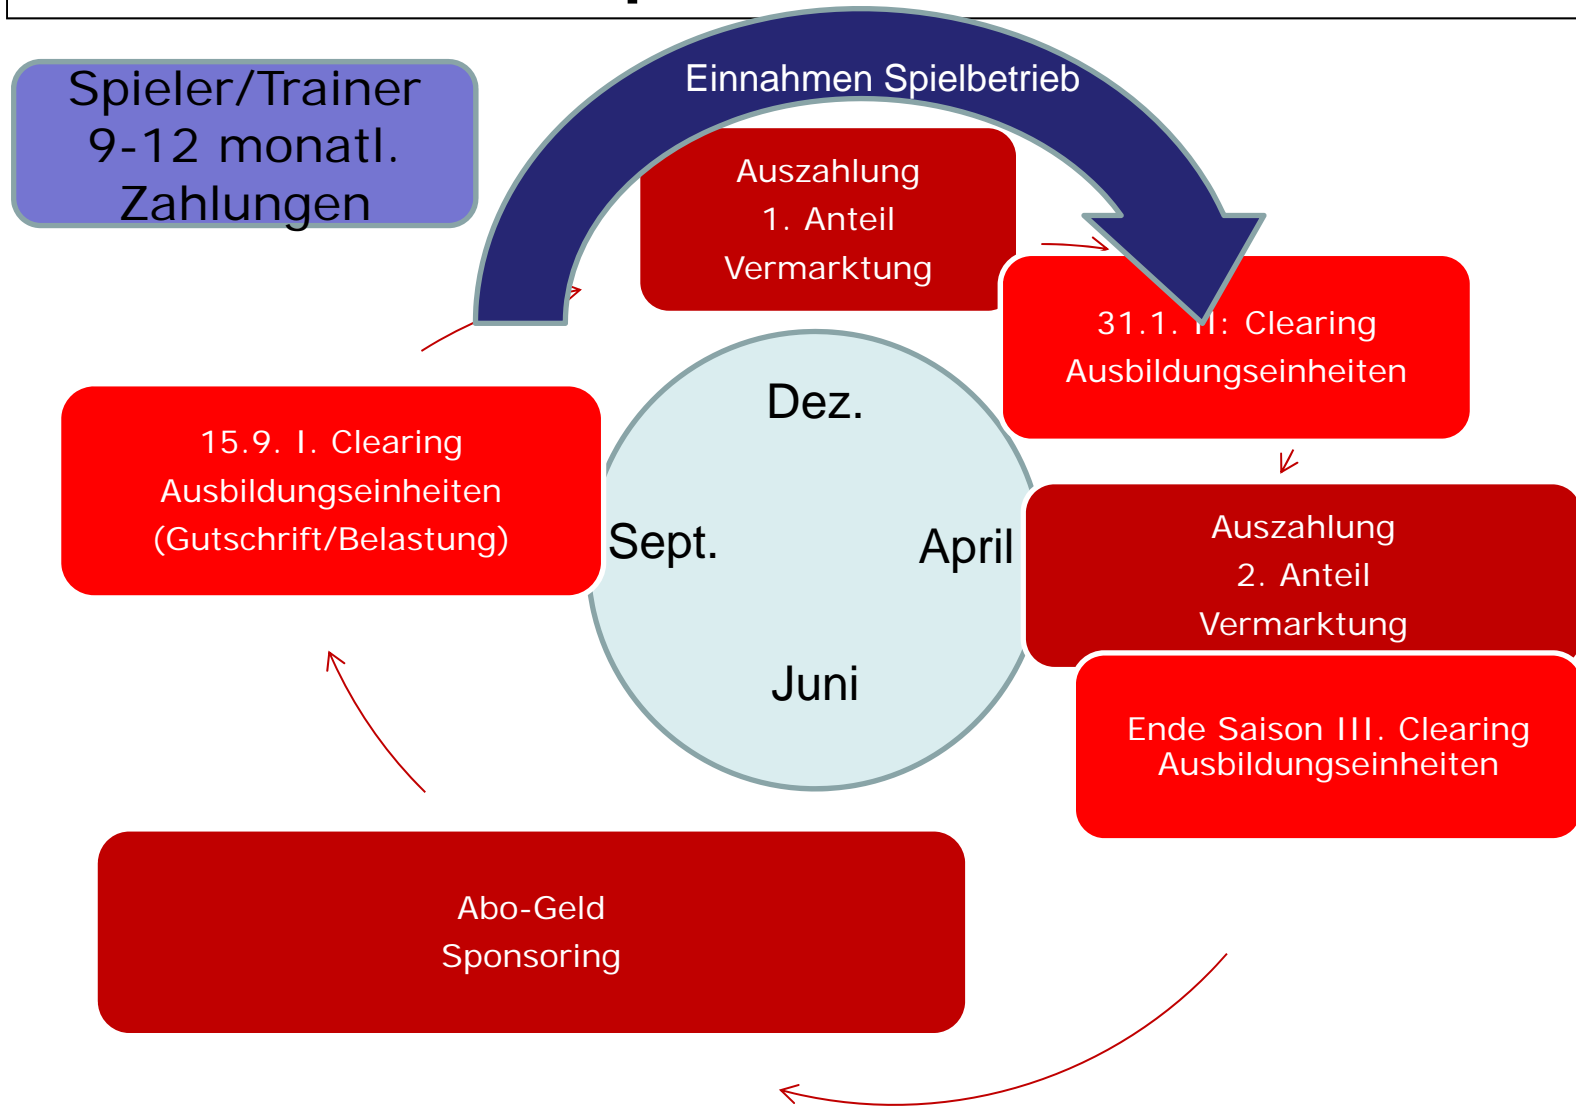 Spieler/Trainer
9-12 monatl.
Zahlungen
Einnahmen Spielbetrieb
Auszahlung
1. Anteil
Vermarktung
31.1. II: Clearing
Ausbildungseinheiten
15.9. I. Clearing
Ausbildungseinheiten
(Gutschrift/Belastung)
Dez.
Sept.
April
Juni
Auszahlung
2. Anteil
Vermarktung
Ende Saison III. Clearing
Ausbildungseinheiten
Abo-Geld
Sponsoring